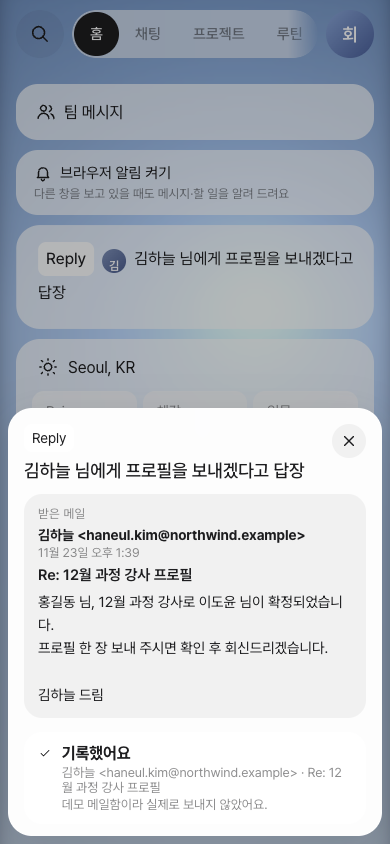 홈 채팅 프로젝트 루틴 회
팀 메시지
브라우저 알림 켜기
다른 창을 보고 있을 때도 메시지·할 일을 알려 드려요
Reply 김 김하늘 님에게 프로필을 보내겠다고
답장
Seoul, KR
Reply
김하늘 님에게 프로필을 보내겠다고 답장
받은 메일
김하늘 <haneul.kim@northwind.example>
11월 23일 오후 1:39
Re: 12월 과정 강사 프로필
홍길동 님, 12월 과정 강사로 이도윤 님이 확정되었습니
다.
프로필 한 장 보내 주시면 확인 후 회신드리겠습니다.
김하늘 드림
기록했어요
김하늘 <haneul.kim@northwind.example> · Re: 12
월 과정 강사 프로필
데모 메일함이라 실제로 보내지 않았어요.